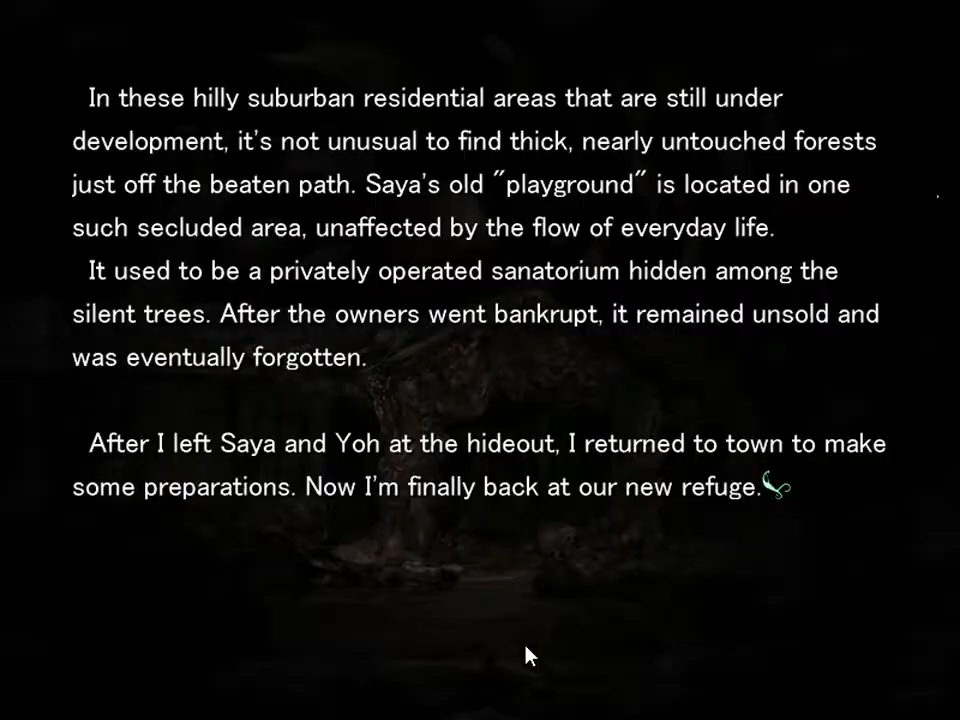 In these hilly suburban residential areas that are still under
development, it's not unusual to find thick, nearly untouched forests
just off the beaten path. Saya's old "playground" is located in one
such secluded area, unaffected by the flow of everyday life.
It used to be a privately operated sanatorium hidden among the
silent trees. After the owners went bankrupt, it remained unsold and
was eventually forgotten.
After I left Saya and Yoh at the hideout, I returned to town to make
some preparations. Now I'm finally back at our new refuge.